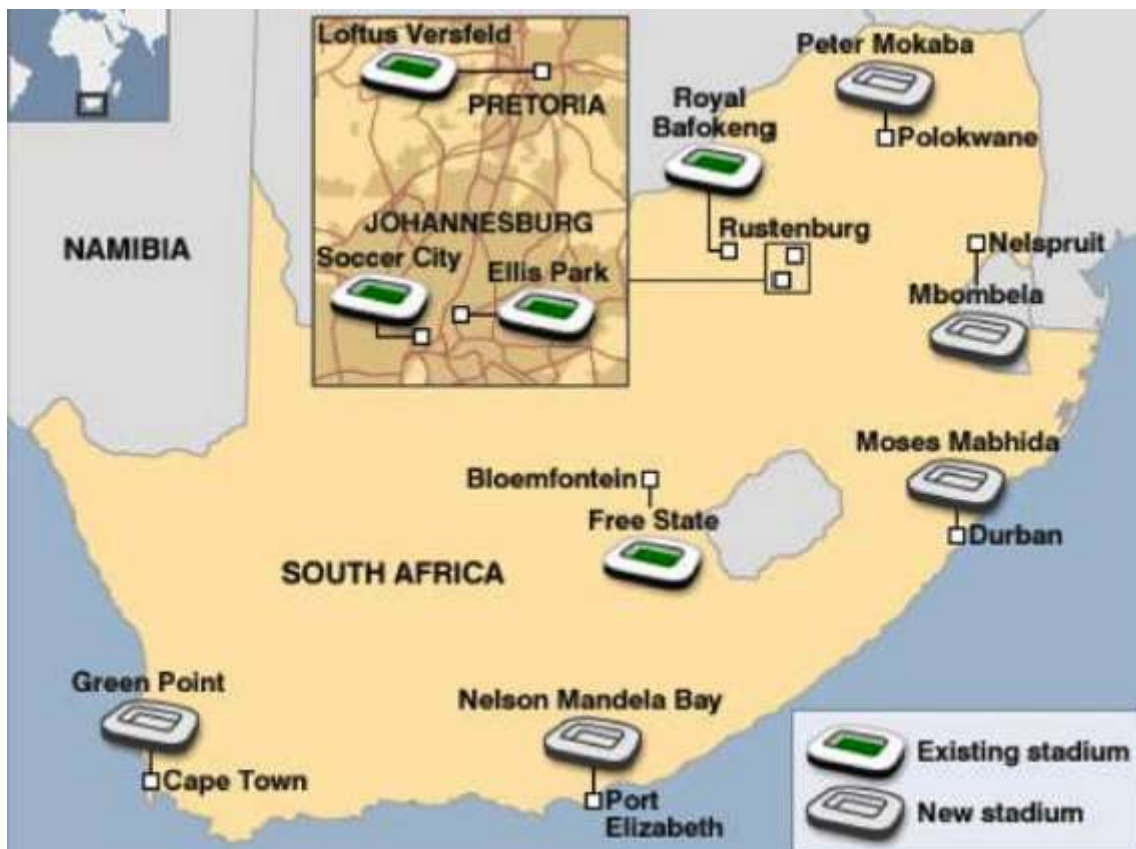 Loftus Versfeld
PRETORIA
JOHANNESBURG
Soccer City
Ellis Park
Peter Mokaba
Polokwane
Royal
Bafokeng
Rustenburg
Nelspruit
Mbombela
NAMIBIA
Moses Mabhida
Durban
Bloemfontein
Free State
SOUTH AFRICA
Green Point
Cape Town
Nelson Mandela Bay
Port
Elizabeth
Existing stadium
New stadium